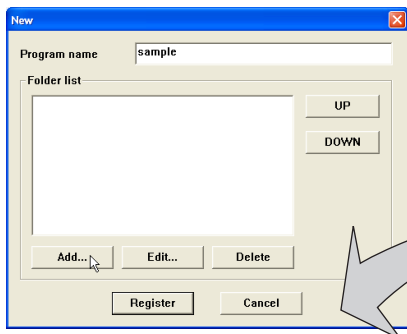 New
Program name sample
Folder list
UP
DOWN
Add... Edit... Delete
Register Cancel